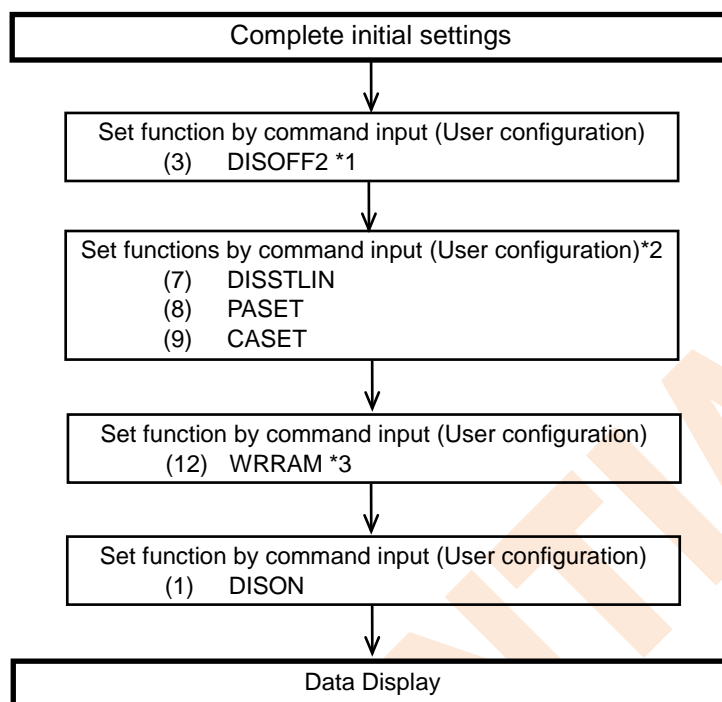 Complete initial settings
Set function by command input (User configuration)
(3) DISOFF2 *1
Set functions by command input (User configuration)*2
(7) DISSTLIN
(8) PASET
(9) CASET
Set function by command input (User configuration)
(12) WRRAM *3
Set function by command input (User configuration)
(1) DISON
Data Display